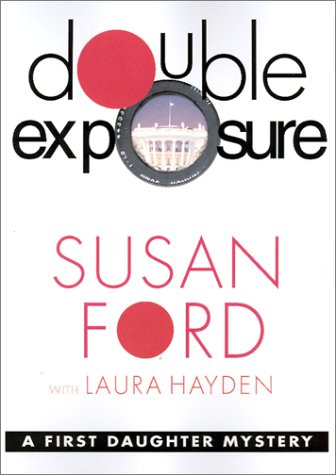 double
exposure
SUSAN
FORD
WITH LAURA HAYDEN
A FIRST DAUGHTER MYSTERY